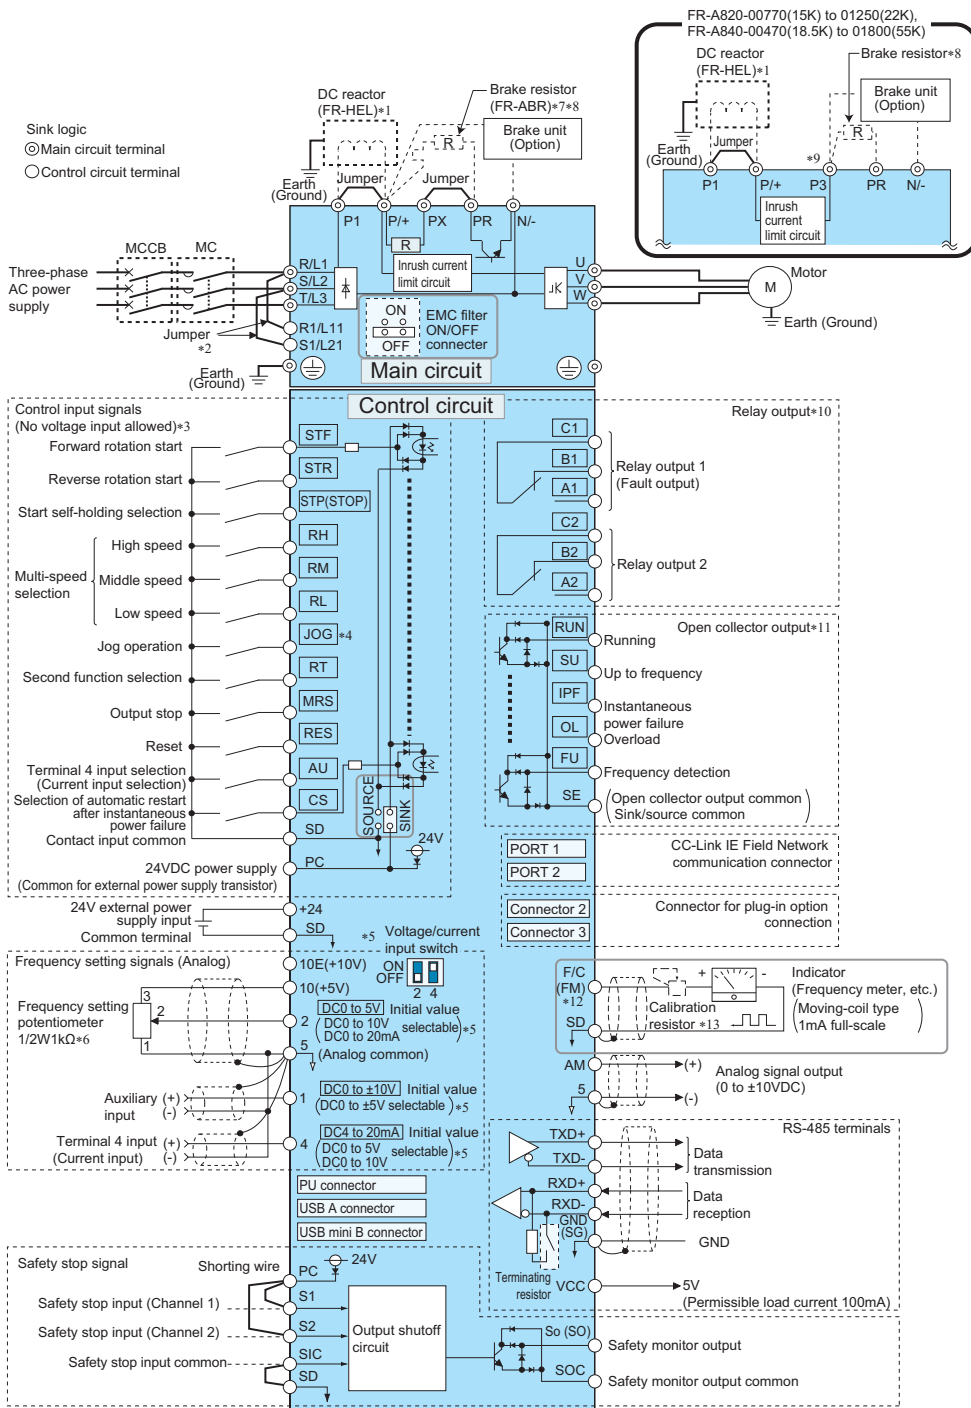 FR-A820-00770(15K) to 01250(22K),
FR-A840-00470(18.5K) to 01800(55K)
DC reactor
(FR-HEL)*1
Brake resistor*8
Brake unit
(Option)
R
Earth
(Ground)
Jumper
*9
P1
P/+
P3
PR
N/-
Inrush
current
limit circuit
Sink logic
Main circuit terminal
Control circuit terminal
DC reactor
(FR-HEL)*1
Brake resistor
(FR-ABR)*7*8
Brake unit
(Option)
R
Earth
(Ground)
Jumper
Jumper
P1
P/+
PX
PR
N/-
R
Inrush current
limit circuit
MCCB
MC
Three-phase
AC power
supply
R/L1
S/L2
T/L3
R1/L11
S1/L21
Jumper
*2
Earth
(Ground)
ON
OFF
EMC filter
ON/OFF
connecter
U
V
W
Motor
M
Earth (Ground)
Main circuit
Control circuit
Control input signals
(No voltage input allowed)*3
Forward rotation start
STF
Reverse rotation start
STR
Start self-holding selection
STP(STOP)
Multi-speed
selection
High speed
RH
Middle speed
RM
Low speed
RL
Jog operation
JOG *4
Second function selection
RT
Output stop
MRS
Reset
RES
Terminal 4 input selection
(Current input selection)
AU
Selection of automatic restart
after instantaneous
power failure
CS
Contact input common
SD
SOURCE
SINK
24V
24VDC power supply
(Common for external power supply transistor)
PC
Relay output*10
C1
B1
A1
Relay output 1
(Fault output)
C2
B2
A2
Relay output 2
Open collector output*11
RUN
Running
SU
Up to frequency
IPF
Instantaneous
power failure
OL
Overload
FU
Frequency detection
SE
Open collector output common
Sink/source common
PORT 1
PORT 2
CC-Link IE Field Network
communication connector
Connector 2
Connector 3
Connector for plug-in option
connection
24V external power
supply input
Common terminal
+24
SD
*5
Voltage/current
input switch
ON
OFF
2 4
Frequency setting signals (Analog)
10E(+10V)
10(+5V)
Frequency setting
potentiometer
1/2W1kΩ*6
3
2
1
2
DC0 to 5V Initial value
DC0 to 10V
DC0 to 20mA
selectable
*5
5
(Analog common)
Auxiliary
input
(+)
(-)
1
DC0 to ±10V Initial value
(DC0 to ±5V selectable) *5
Terminal 4 input
(Current input)
(+)
(-)
4
DC4 to 20mA Initial value
DC0 to 5V
DC0 to 10V
selectable
*5
F/C
(FM)
*12
SD
Calibration
resistor *13
+
-
Indicator
(Frequency meter, etc.)
Moving-coil type
1mA full-scale
AM
5
(+)
(-)
Analog signal output
(0 to ±10VDC)
RS-485 terminals
TXD+
TXD-
Data
transmission
RXD+
RXD-
Data
reception
GND
(SG)
GND
Terminating
resistor
VCC
5V
(Permissible load current 100mA)
PU connector
USB A connector
USB mini B connector
Safety stop signal
Shorting wire
24V
PC
Safety stop input (Channel 1)
S1
Safety stop input (Channel 2)
S2
Safety stop input common
SIC
SD
Output shutoff
circuit
So (SO)
Safety monitor output
SOC
Safety monitor output common